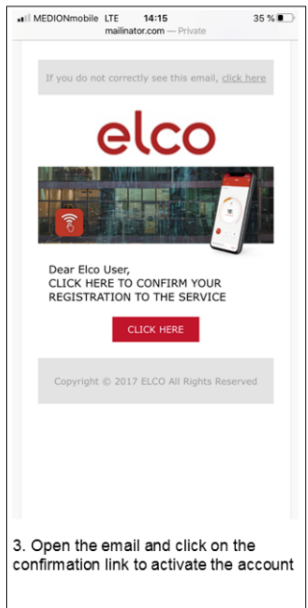 MEDIONmobile LTE 14:15 35 %
mailinator.com — Private
If you do not correctly see this email, click here
elco
Dear Elco User,
CLICK HERE TO CONFIRM YOUR
REGISTRATION TO THE SERVICE
CLICK HERE
Copyright © 2017 ELCO All Rights Reserved
3. Open the email and click on the
confirmation link to activate the account